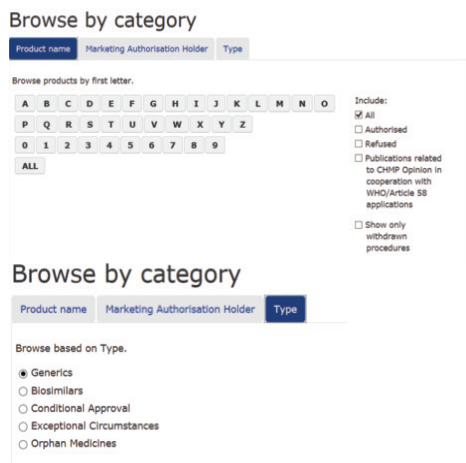 Browse by category
Product name Marketing Authorisation Holder Type
Browse products by first letter.
A B C D E F G H I J K L M N O
P Q R S T U V W X Y Z
0 1 2 3 4 5 6 7 8 9
ALL
Include:
All
Authorised
Refused
Publications related
to CHMP Opinion in
cooperation with
WHO/Article 58
applications
Show only
withdrawn
procedures
Browse by category
Product name Marketing Authorisation Holder Type
Browse based on Type.
Generics
Biosimilars
Conditional Approval
Exceptional Circumstances
Orphan Medicines